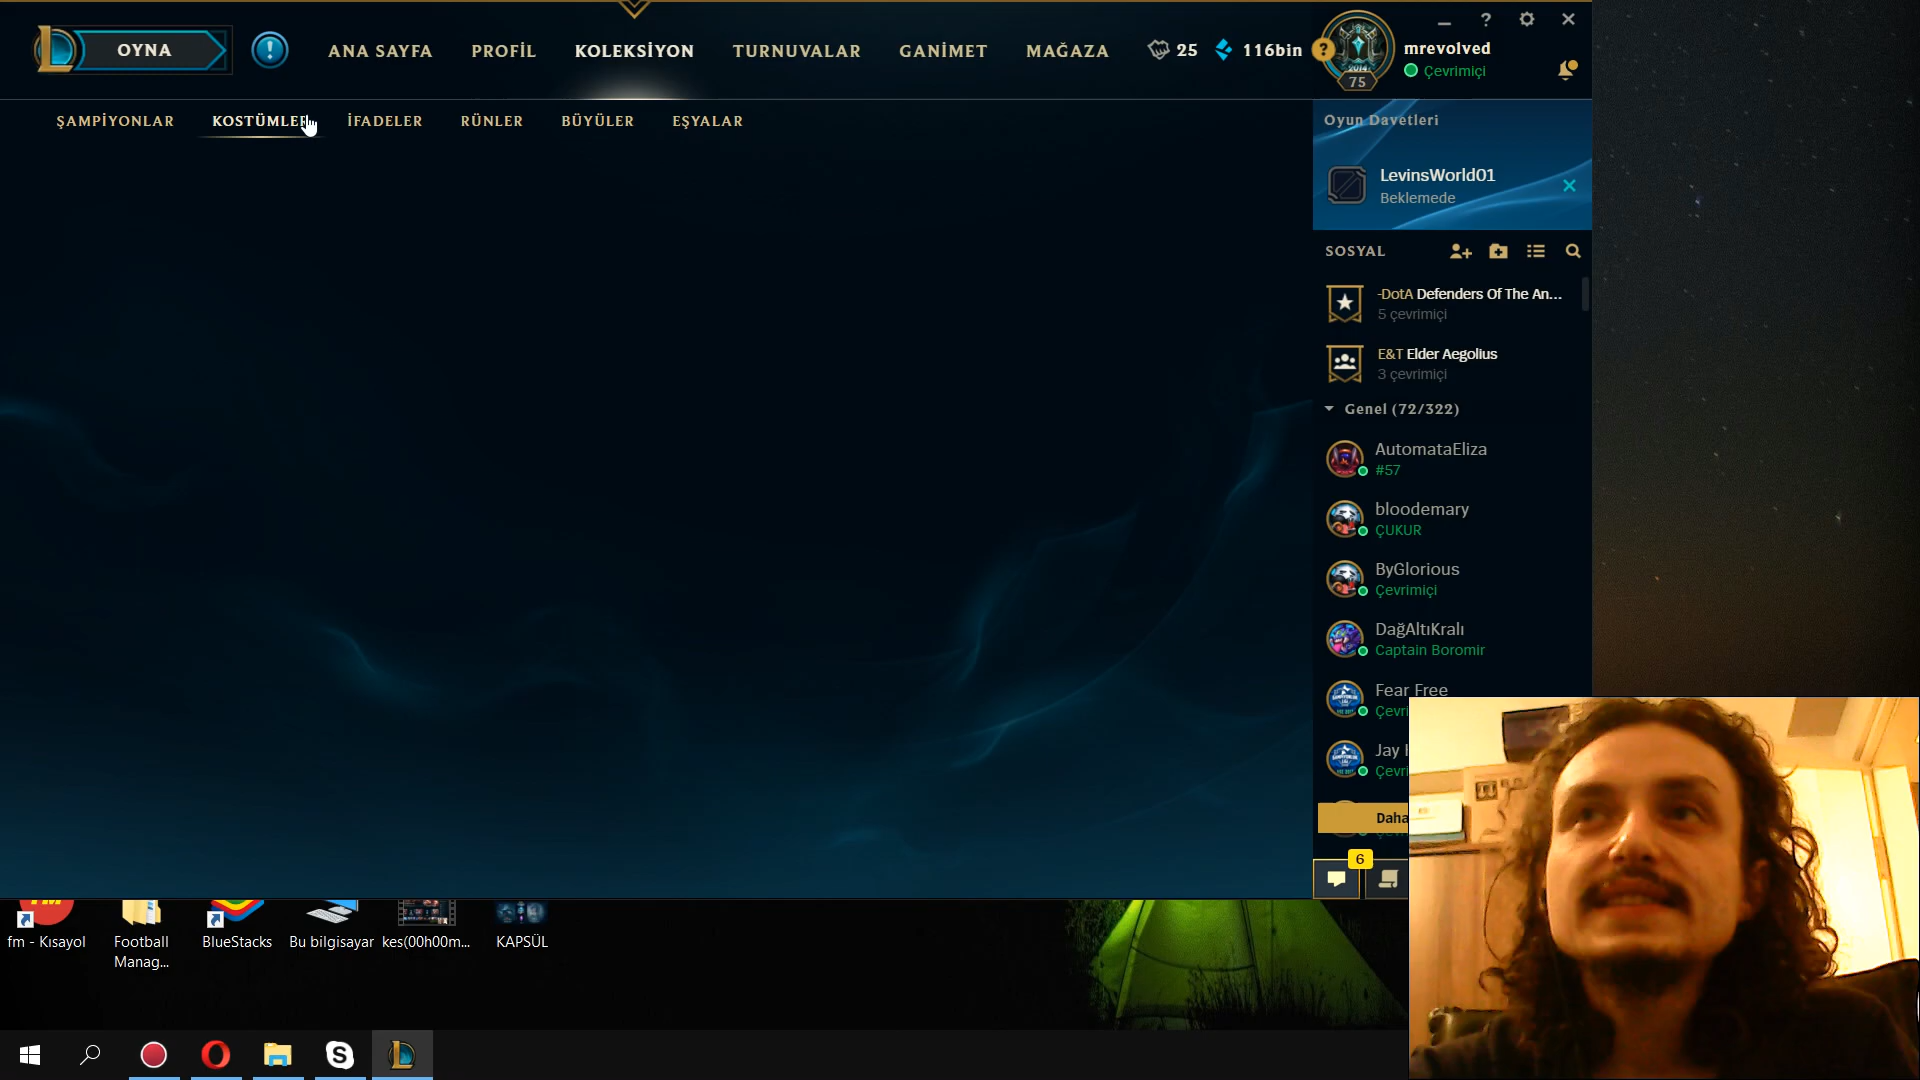 OYNA
ANA SAYFA
PROFİL
KOLEKSİYON
TURNUVALAR
GANİMET
MAĞAZA
25
116bin
?
2014
75
mrevolved
Çevrimiçi
ŞAMPİYONLAR
KOSTÜMLER
İFADELER
RÜNLER
BÜYÜLER
EŞYALAR
Oyun Davetleri
LevinsWorld01
Beklemede
SOSYAL
-DotA Defenders Of The An...
5 çevrimiçi
E&T Elder Aegolius
3 çevrimiçi
Genel (72/322)
AutomataEliza
#57
bloodemary
ÇUKUR
ByGlorious
Çevrimiçi
DağAltıKralı
Captain Boromir
Fear Free
Çevri
Jay
Çevri
Daha
6
fm - Kısayol
Football
Manag...
BlueStacks
Bu bilgisayar
kes(00h00m...
KAPSÜL